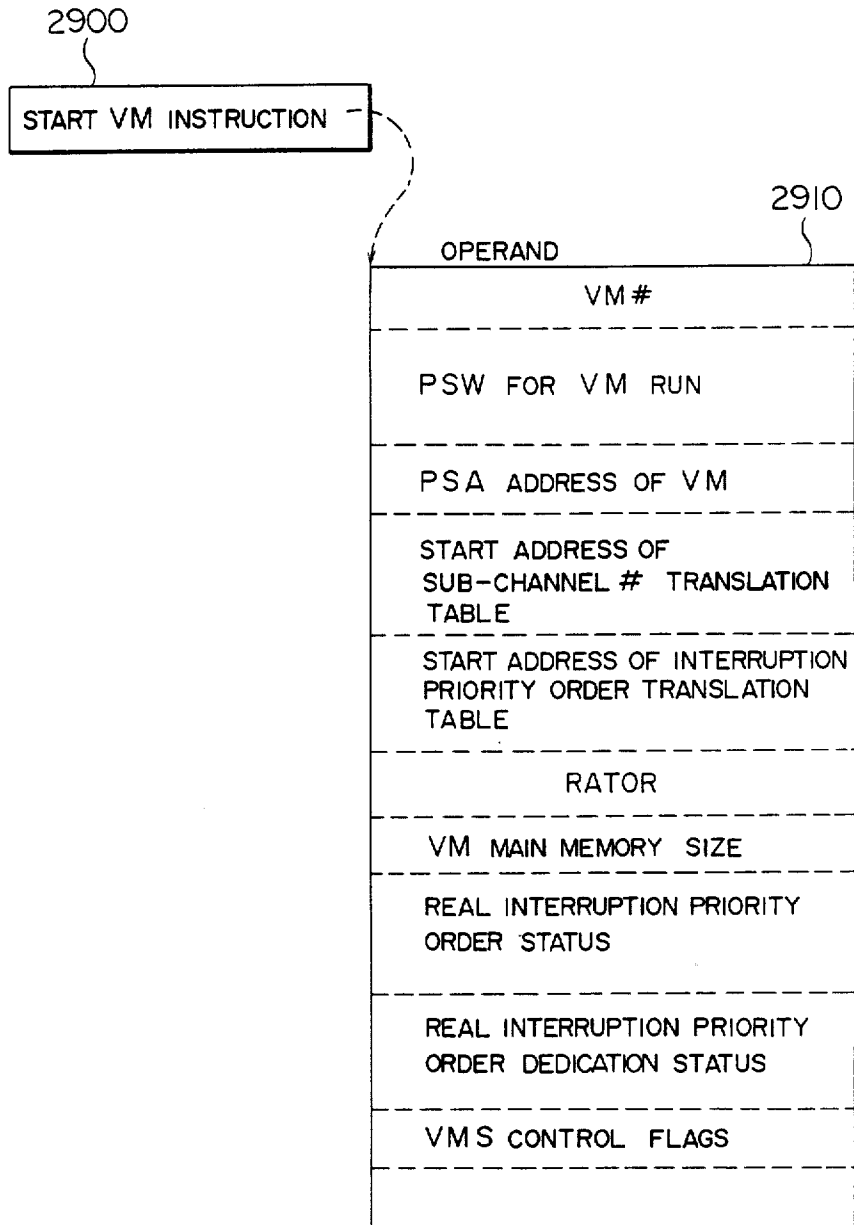 2900
START VM INSTRUCTION
2910
OPERAND
VM#
PSW FOR VM RUN
PSA ADDRESS OF VM
START ADDRESS OF
SUB-CHANNEL # TRANSLATION
TABLE
START ADDRESS OF INTERRUPTION
PRIORITY ORDER TRANSLATION
TABLE
RATOR
VM MAIN MEMORY SIZE
REAL INTERRUPTION PRIORITY
ORDER STATUS
REAL INTERRUPTION PRIORITY
ORDER DEDICATION STATUS
VMS CONTROL FLAGS